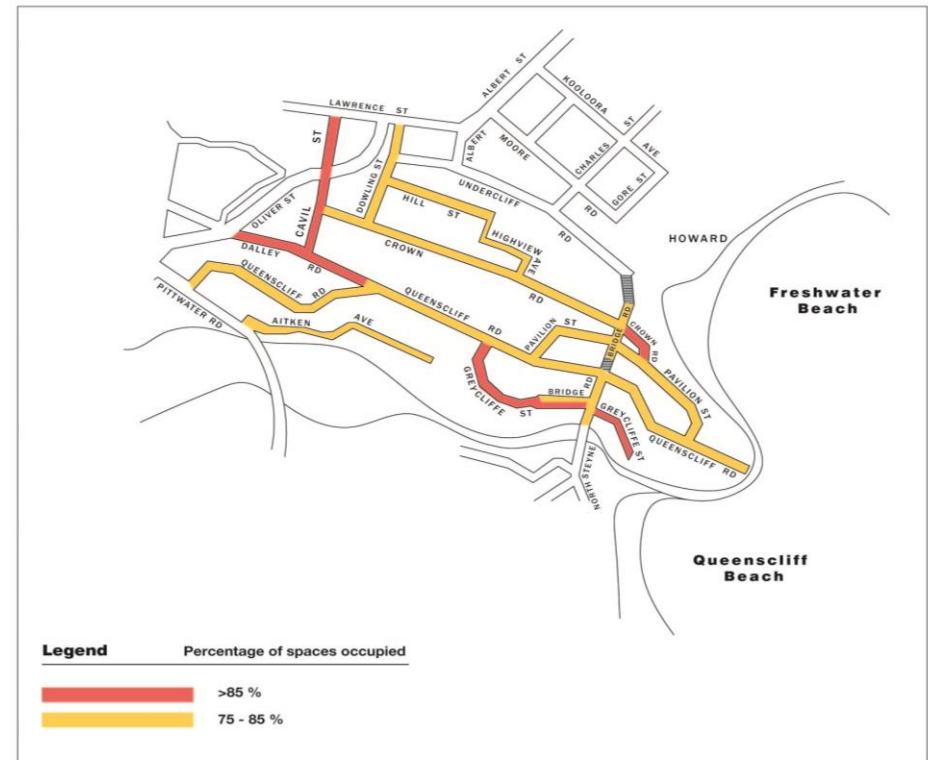 ALBERT ST
KOOLOORA ST
LAWRENCE ST
ST
CAVIL
DOWLING ST
OLIVER ST
ALBERT
MOORE
RD
CHARLES
AVE
GORE ST
UNDERCLIFF
RD
HILL ST
HIGHVIEW
AVE
HOWARD
Freshwater
Beach
DALLEY RD
CROWN RD
QUEENSCLIFF RD
QUEENSCLIFF RD
PITTWATER RD
AITKEN AVE
PAVILION ST
BRIDGE RD
CROWN RD
PAVILION ST
GREYCLIFFE ST
BRIDGE RD
GREYCLIFFE ST
QUEENSCLIFF RD
NORTH STEYNE
Queenscliff
Beach
Legend Percentage of spaces occupied
>85 %
75 - 85 %